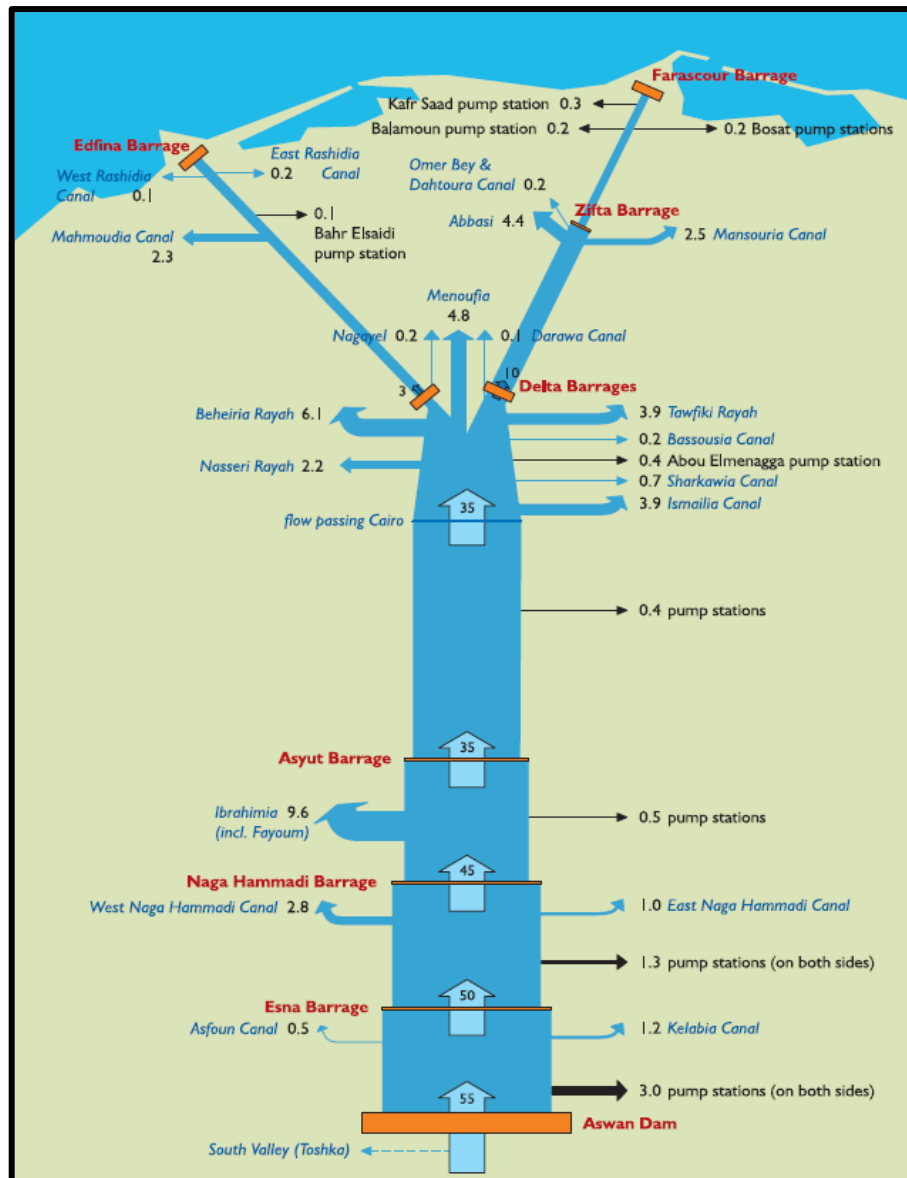 Farascour Barrage
Kafr Saad pump station 0.3
Balamoun pump station 0.2
0.2 Bosat pump stations
Edfina Barrage
East Rashidia
0.2 Canal
West Rashidia
Canal 0.1
Omer Bey &
Dahtoura Canal 0.2
Zifta Barrage
Abbasi 4.4
2.5 Mansouria Canal
0.1
Bahr Elsaidi
pump station
Mahmoudia Canal
2.3
Menoufia
4.8
Nagayel 0.2
0.1 Darawa Canal
3
10
Delta Barrages
Beheiria Rayah 6.1
3.9 Tawfiki Rayah
0.2 Bassousia Canal
Nasseri Rayah 2.2
0.4 Abou Elmenagga pump station
0.7 Sharkawia Canal
3.9 Ismailia Canal
35
flow passing Cairo
0.4 pump stations
35
Asyut Barrage
Ibrahimia 9.6
(incl. Fayoum)
0.5 pump stations
45
Naga Hammadi Barrage
West Naga Hammadi Canal 2.8
1.0 East Naga Hammadi Canal
1.3 pump stations (on both sides)
50
Esna Barrage
Asfoun Canal 0.5
1.2 Kelabia Canal
3.0 pump stations (on both sides)
55
Aswan Dam
South Valley (Toshka)